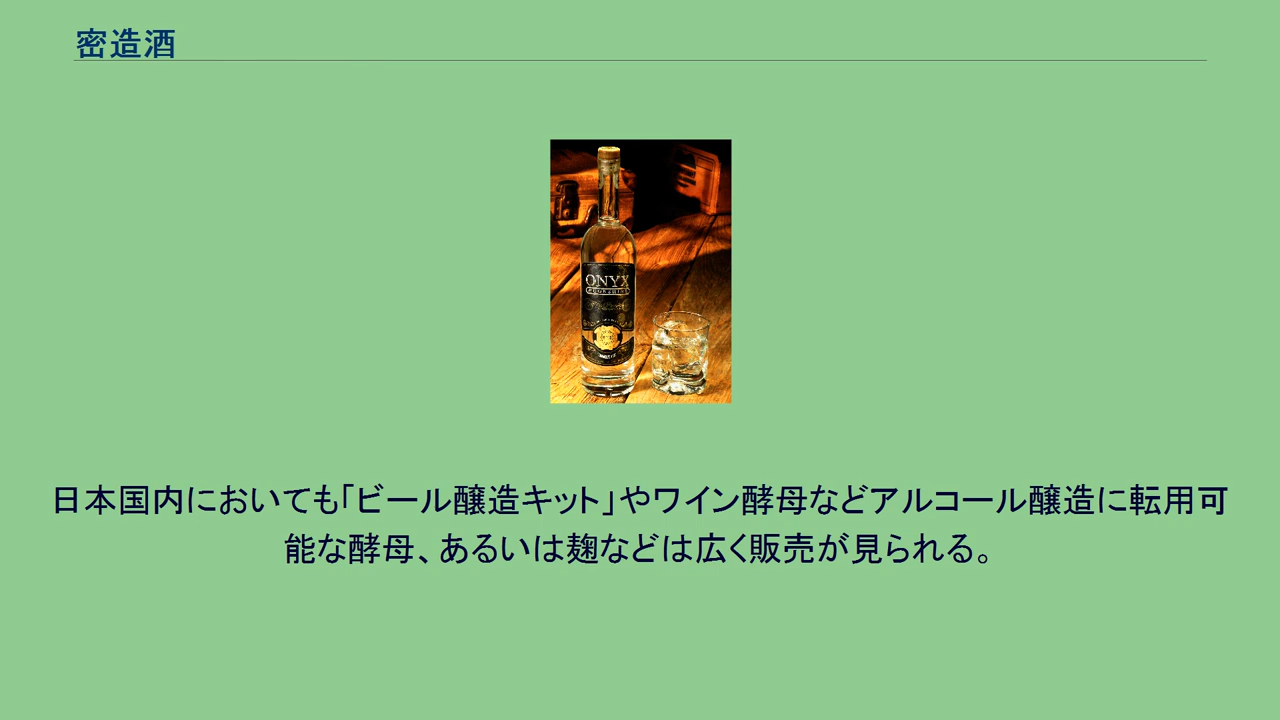 密造酒
ONYX
日本国内においても「ビール醸造キット」やワイン酵母などアルコール醸造に転用可
能な酵母、あるいは麹などは広く販売が見られる。